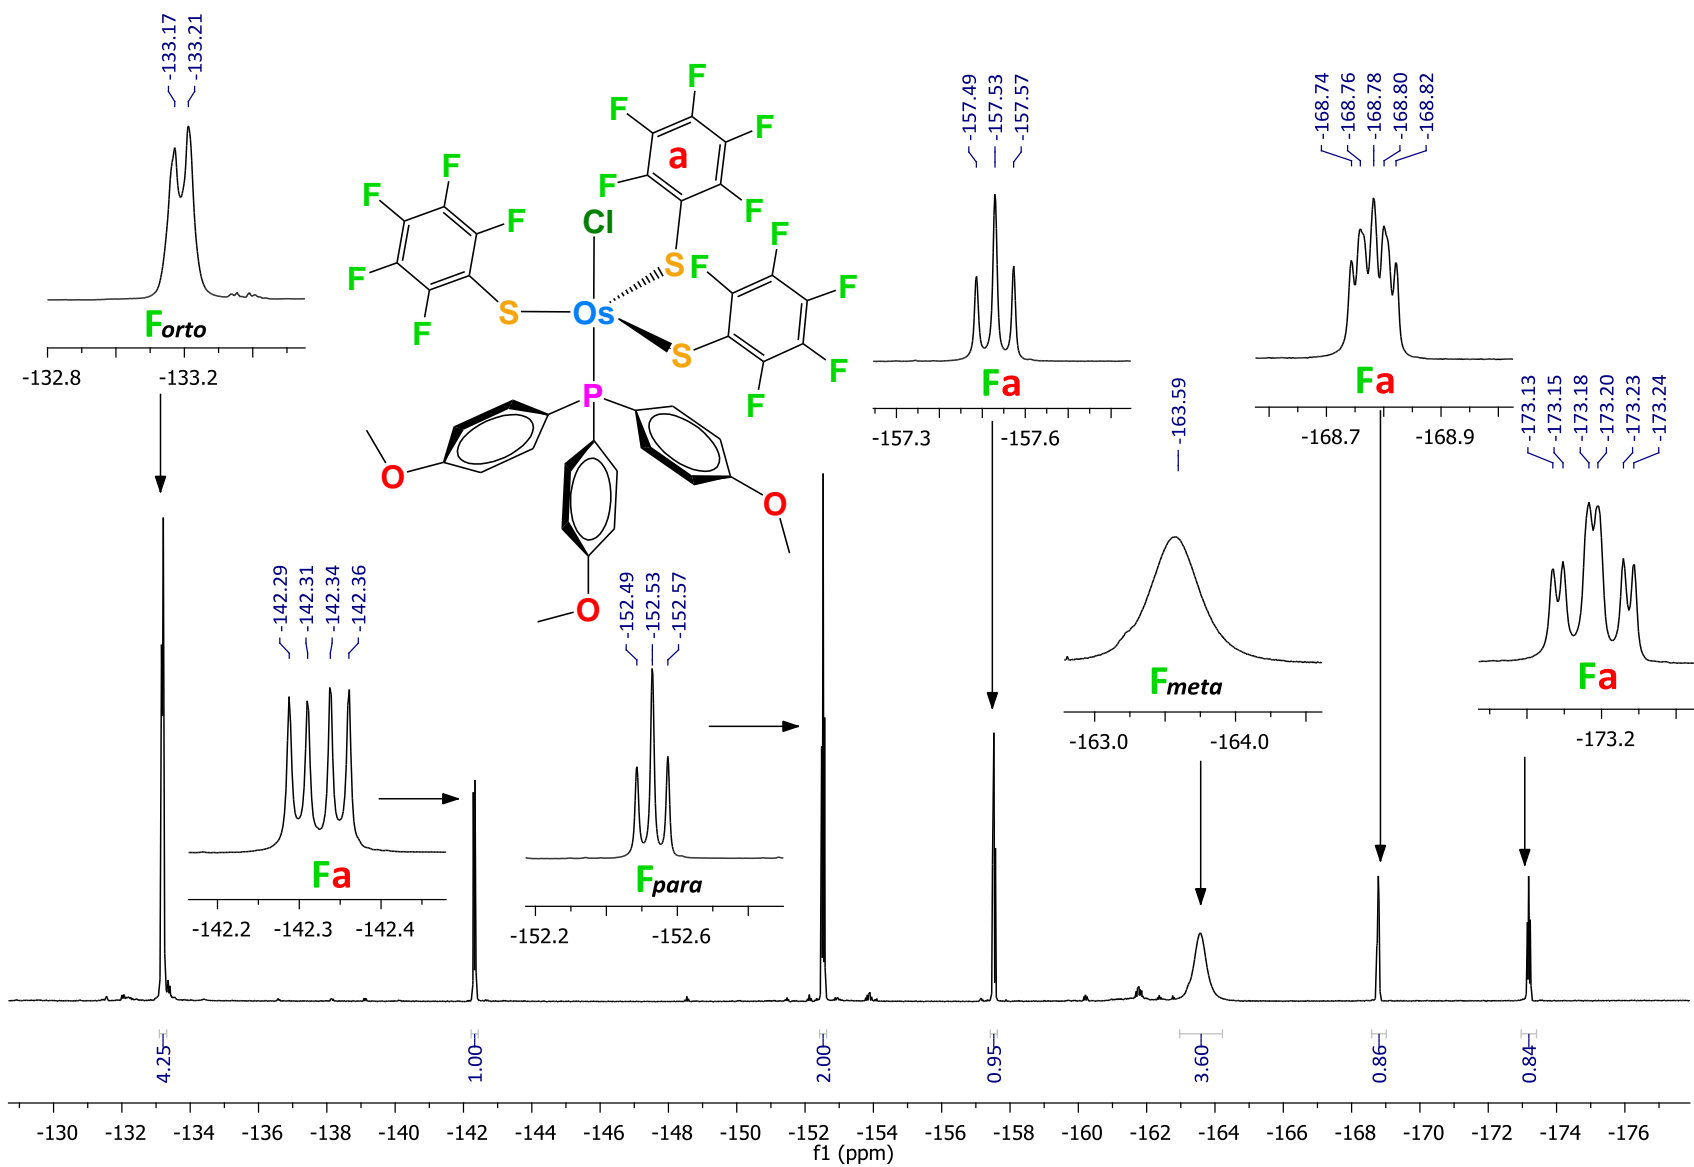 -133.17
-133.21
F
F
F
a
F
F
F
F
F
F
F
Cl
S
F
F
F
F
F
F
F
S
Os
S
P
O
O
O
-157.49
-157.53
-157.57
-168.74
-168.76
-168.78
-168.80
-168.82
Forto
-132.8
-133.2
Fa
-157.3
-157.6
-163.59
Fa
-168.7
-168.9
-173.13
-173.15
-173.18
-173.20
-173.23
-173.24
-142.29
-142.31
-142.34
-142.36
-152.49
-152.53
-152.57
Fmeta
-163.0
-164.0
Fa
-173.2
Fa
-142.2
-142.3
-142.4
Fpara
-152.2
-152.6
4.25
1.00
2.00
0.95
3.60
0.86
0.84
-130
-132
-134
-136
-138
-140
-142
-144
-146
-148
-150
-152
-154
-156
-158
-160
-162
-164
-166
-168
-170
-172
-174
-176
f1 (ppm)